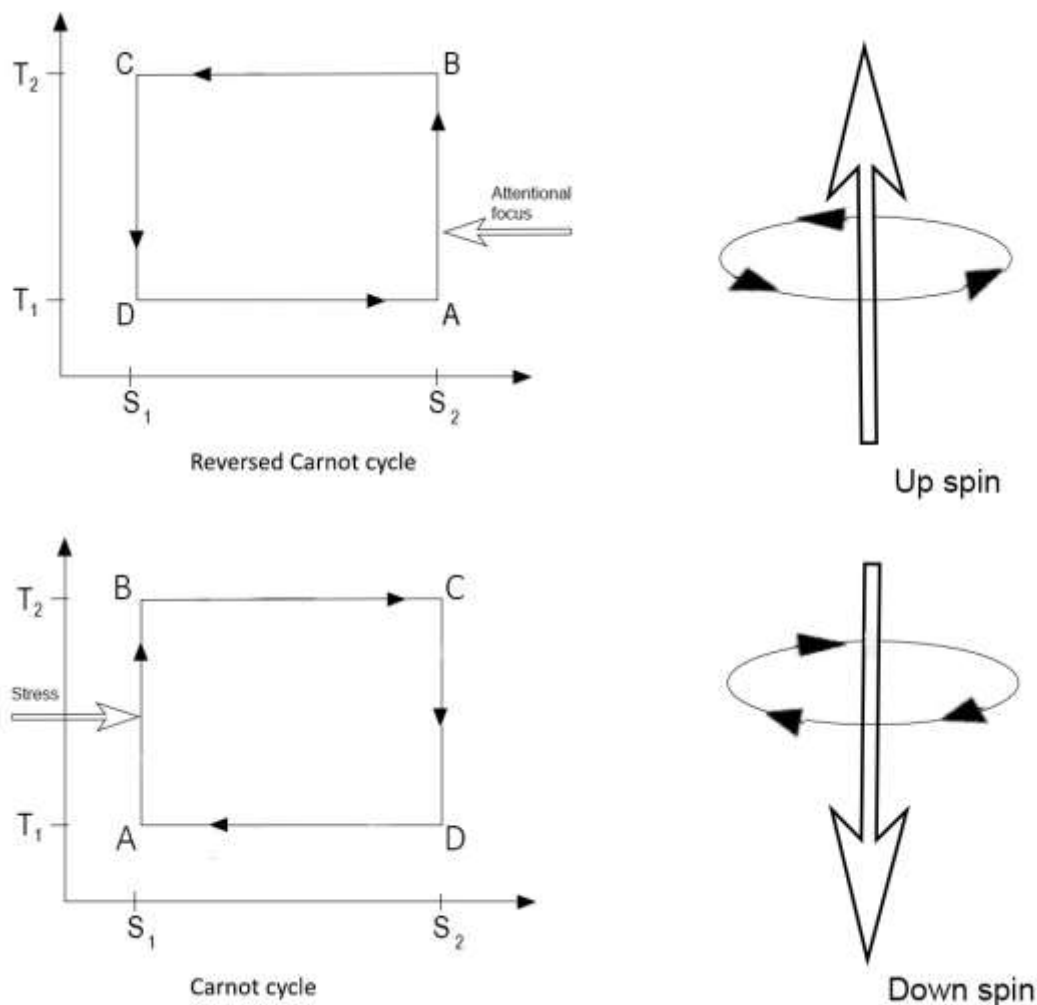 T2
C
B
Attentional
focus
T1
D
A
S1
S2
Reversed Carnot cycle
Up spin
T2
B
C
Stress
T1
A
D
S1
S2
Carnot cycle
Down spin